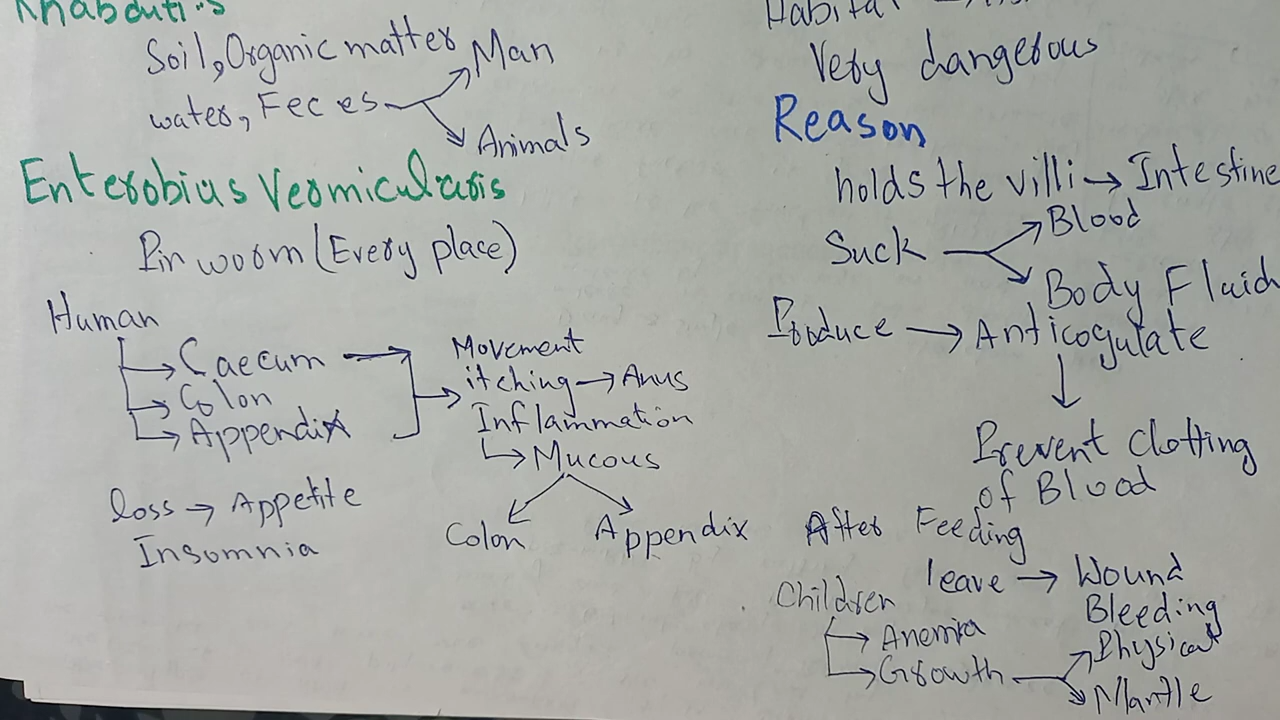 Rhabditis
Soil, Organic matter
water, Feces → Man
→ Animals
Enterobius Vermicularis
Pin worm (Every place)
Human
→ Caecum →
→ Colon
→ Appendix
Movement
itching → Anus
Inflammation
→ Mucous
Colon Appendix
loss → Appetite
Insomnia
Habitat →
Very dangerous
Reason
holds the villi → Intestine
Suck → Blood
→ Body Fluid
Produce → Anticogulate
↓
Prevent Clotting
of Blood
After Feeding
leave → Wound
Bleeding
Children
→ Anemia
→ Growth → Physical
→ Mantle